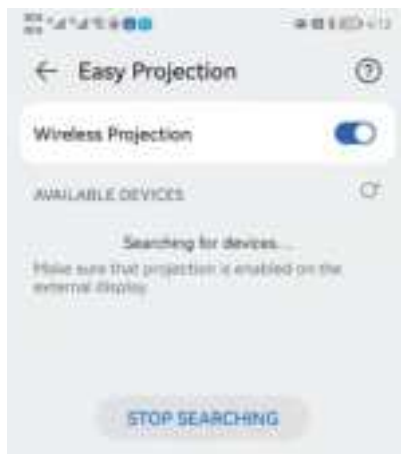 Easy Projection
Wireless Projection
AVAILABLE DEVICES
Searching for devices...
Make sure that projection is enabled on the
external display.
STOP SEARCHING